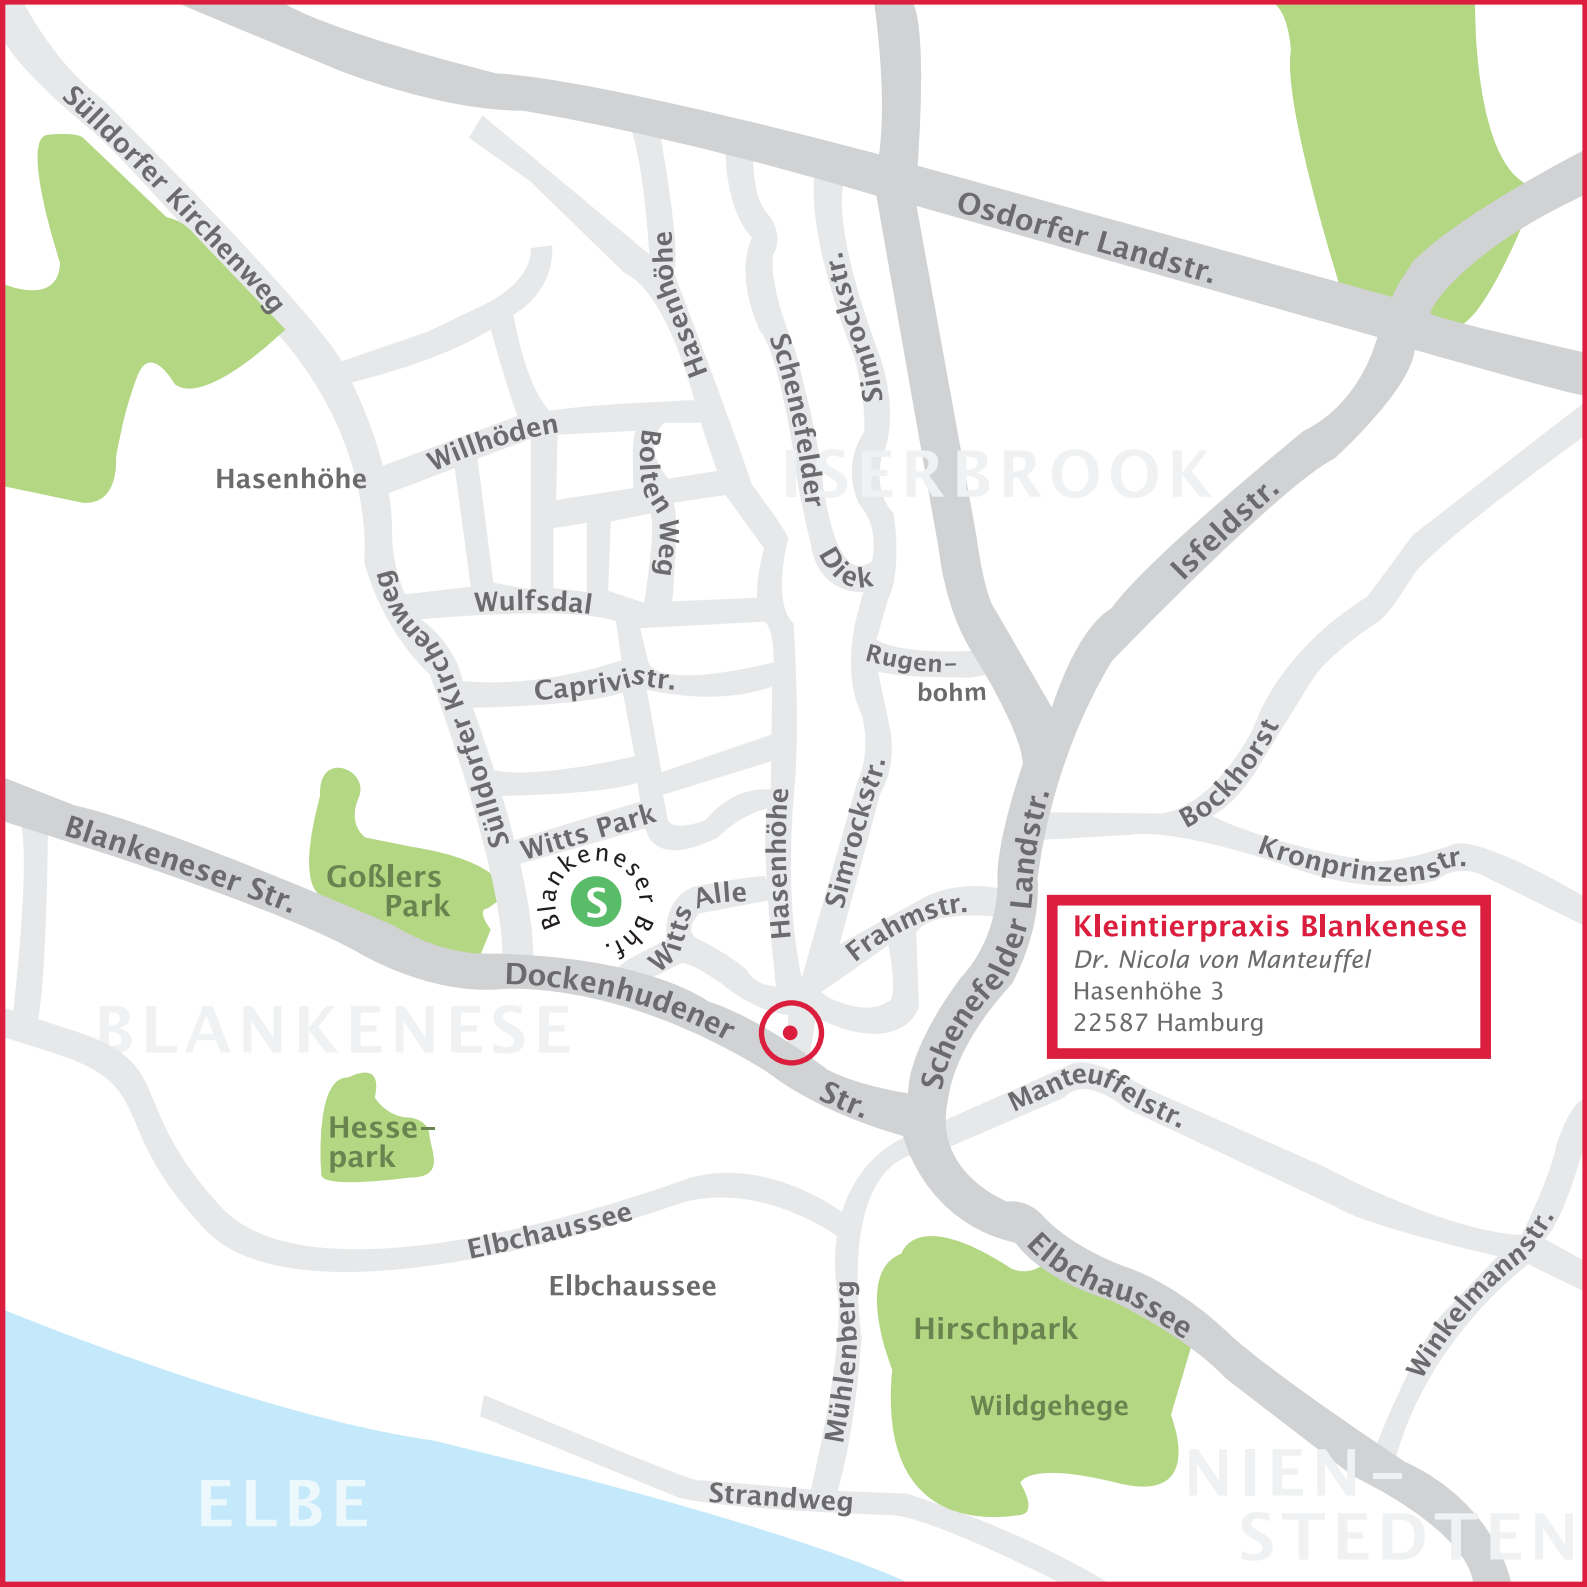 Sülldorfer Kirchenweg
Osdorfer Landstr.
Hasenhöhe
Simrockstr.
Schenefelder
Diek
Willhöden
Bolten Weg
Hasenhöhe
ISERBROOK
Isfeldstr.
Wulfsdal
Sülldorfer Kirchenweg
Caprivistr.
Rugen-
bohm
Bockhorst
Blankeneser Str.
Goßlers
Park
Witts Park
Blankeneser Bhf.
S
Witts Alle
Hasenhöhe
Simrockstr.
Frahmstr.
Schenefelder Landstr.
Kronprinzenstr.
Kleintierpraxis Blankenese
Dr. Nicola von Manteuffel
Hasenhöhe 3
22587 Hamburg
Dockenhudener Str.
BLANKENESE
Manteuffelstr.
Hesse-
park
Elbchaussee
Elbchaussee
Elbchaussee
Winkelmannstr.
Mühlenberg
Hirschpark
Wildgehege
ELBE
Strandweg
NIEN-
STEDTEN